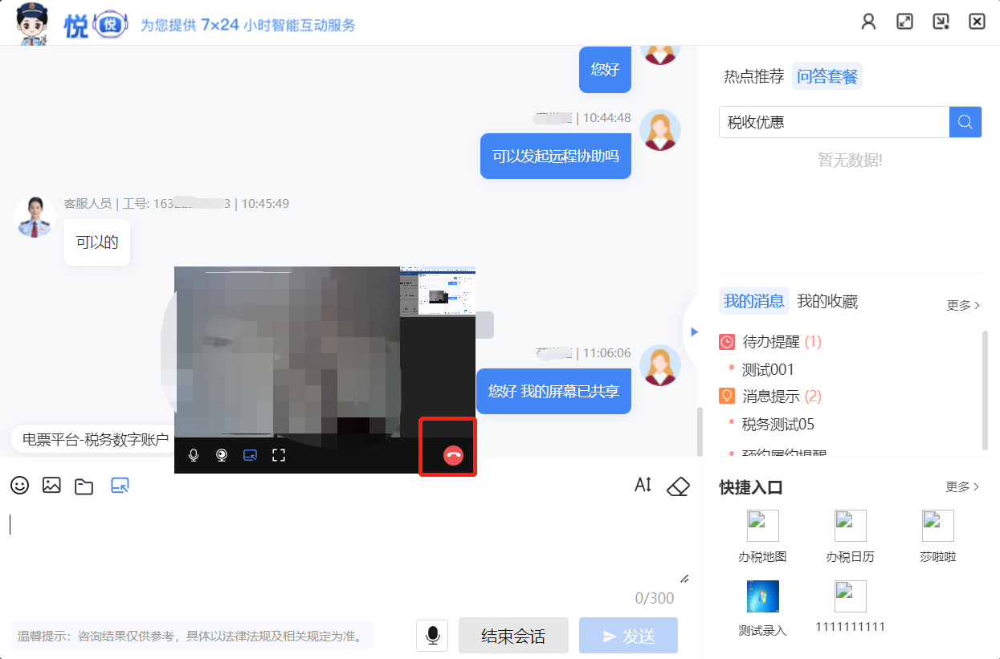 悦 悦 为您提供 7×24 小时智能互动服务
您好
| 10:44:48
可以发起远程协助吗
客服人员 | 工号: 163 3 | 10:45:49
可以的
| 11:06:06
您好 我的屏幕已共享
电票平台-税务数字账户
A
0/300
温馨提示：咨询结果仅供参考，具体以法律法规及相关规定为准。
结束会话
发送
热点推荐 问答套餐
税收优惠
暂无数据!
我的消息 我的收藏 更多 >
待办提醒 (1)
测试001
消息提示 (2)
税务测试05
预约履约提醒
快捷入口 更多 >
办税地图 办税日历 莎啦啦
测试录入 1111111111